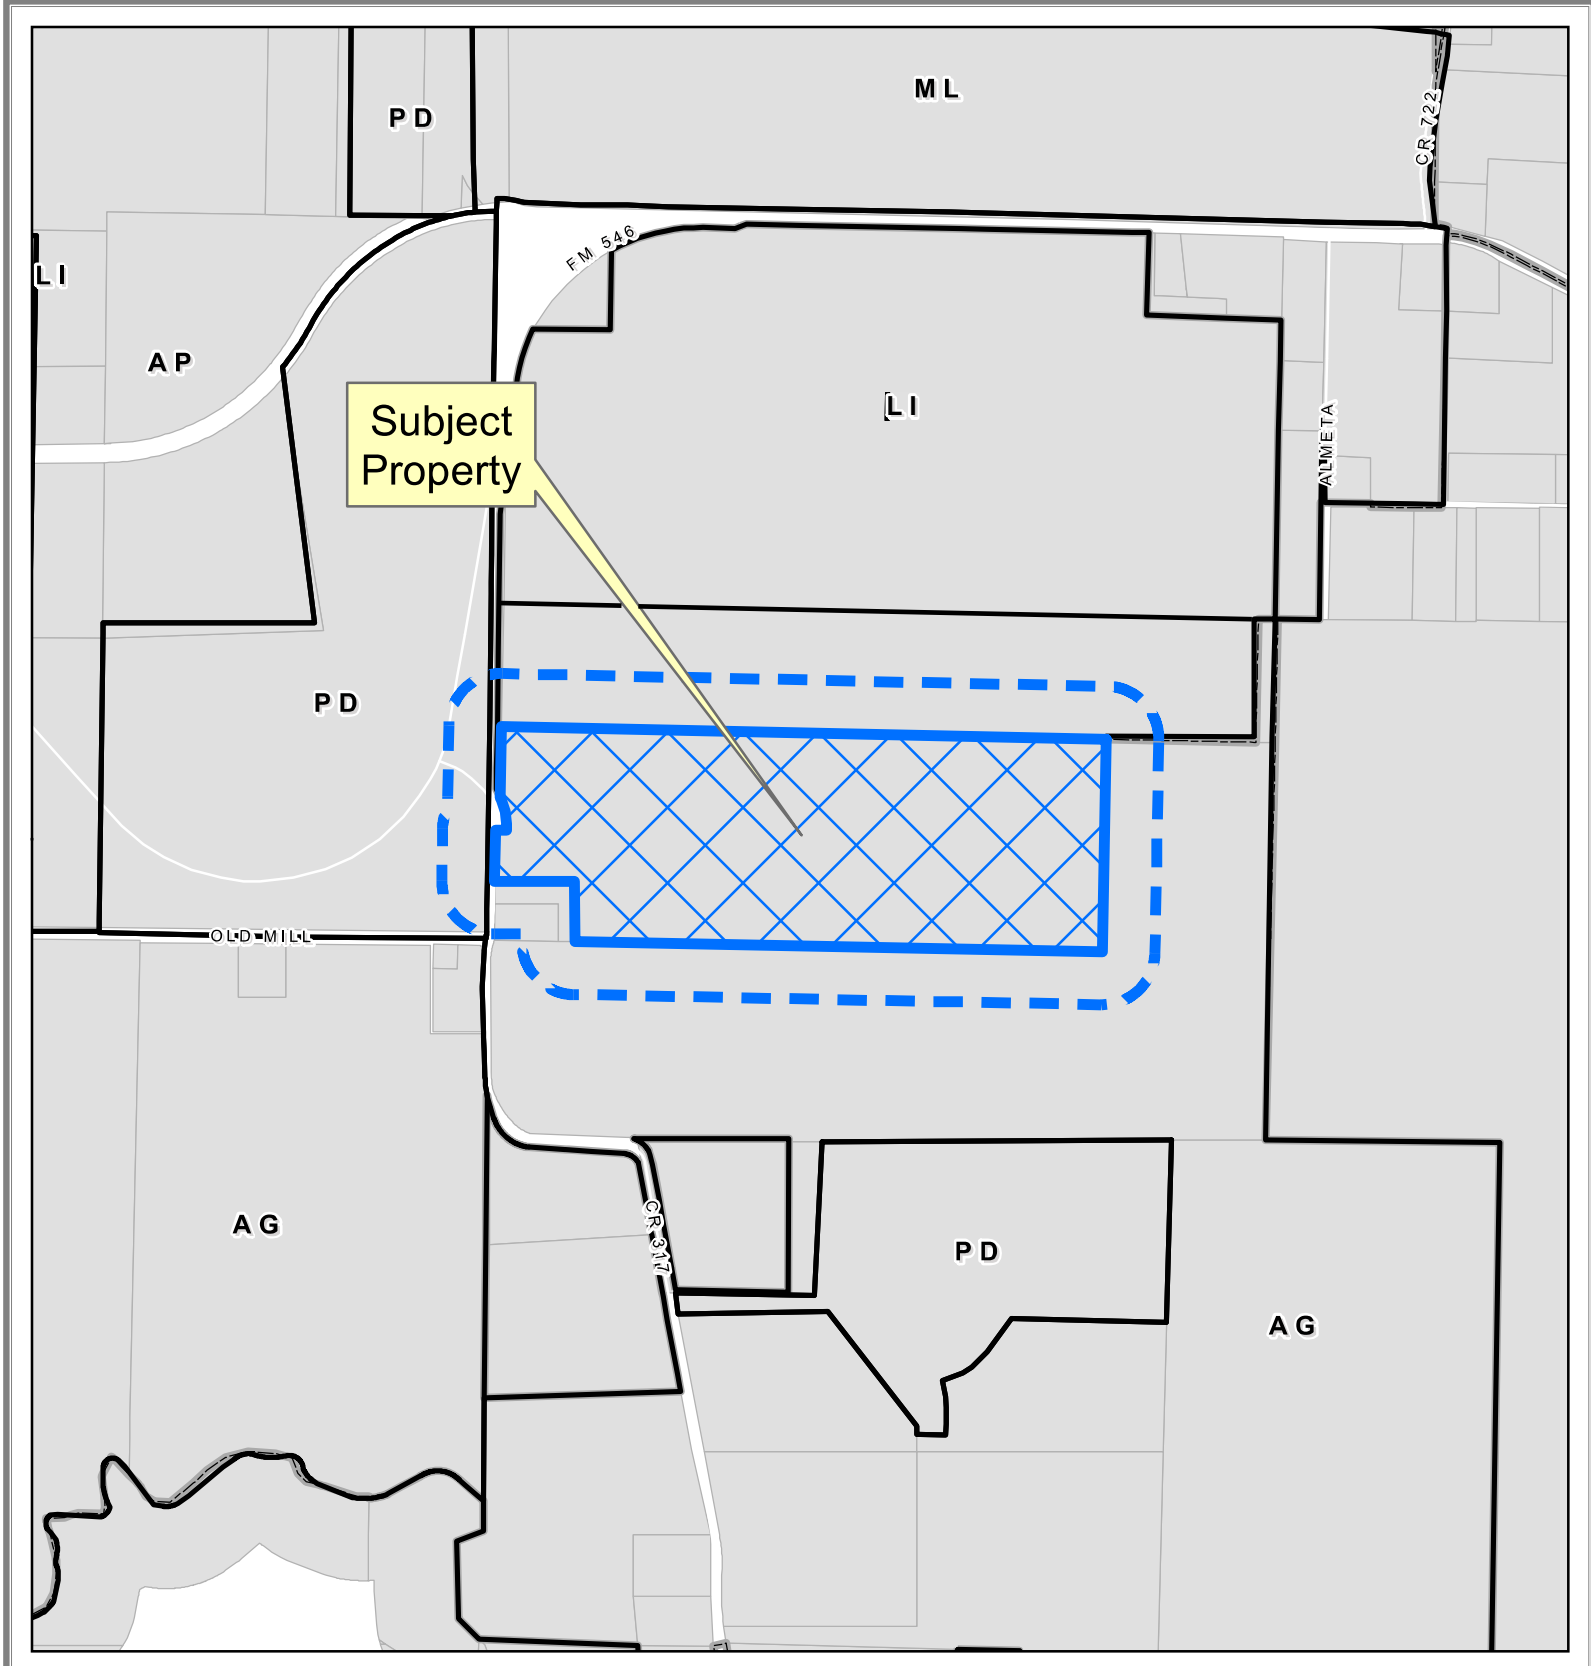 ML
PD
CR 722
FM 546
LI
AP
LI
Subject
Property
ALMETA
PD
OLD MILL
CR 317
AG
PD
AG